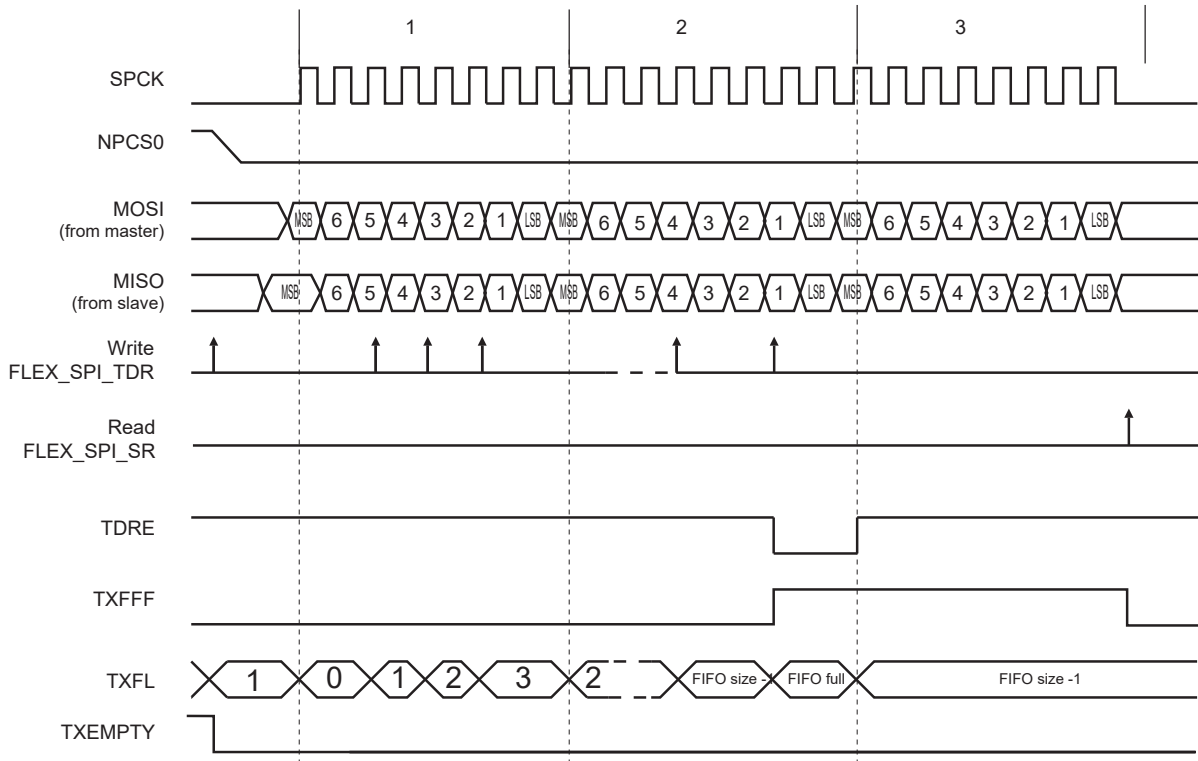 1 2 3
SPCK
NPCS0
MOSI
(from master)
MSB 6 5 4 3 2 1 LSB MSB 6 5 4 3 2 1 LSB MSB 6 5 4 3 2 1 LSB
MISO
(from slave)
MSB 6 5 4 3 2 1 LSB MSB 6 5 4 3 2 1 LSB MSB 6 5 4 3 2 1 LSB
Write
FLEX_SPI_TDR
Read
FLEX_SPI_SR
TDRE
TXFFF
TXFL 1 0 1 2 3 2 FIFO size -1 FIFO full FIFO size -1
TXEMPTY